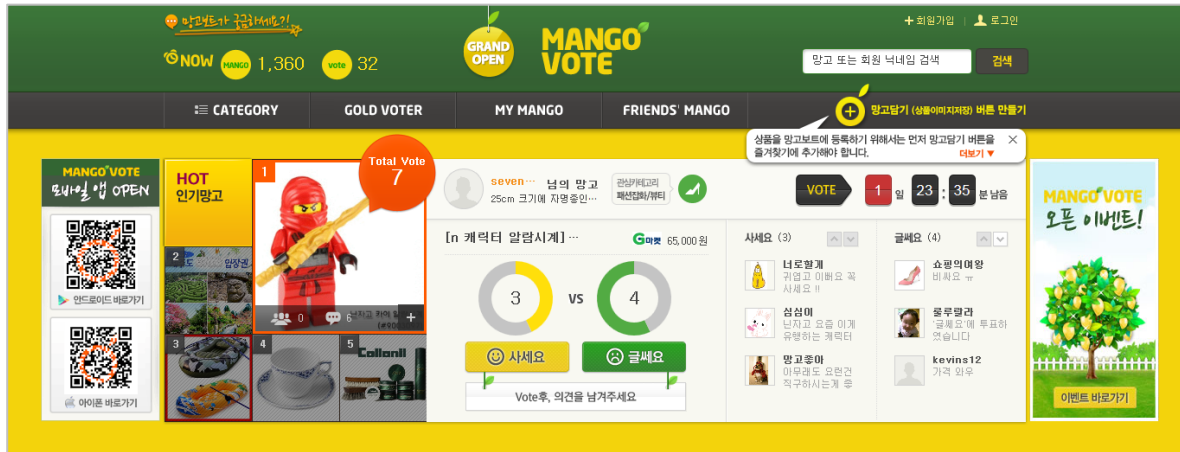 망고보트가 궁금하세요?!
회원가입 | 로그인
NOW MANGO 1,360 vote 32
GRAND OPEN
MANGO VOTE
망고 또는 회원 닉네임 검색
검색
CATEGORY
GOLD VOTER
MY MANGO
FRIENDS' MANGO
망고담기 (상품이미지저장) 버튼 만들기
상품을 망고보트에 등록하기 위해서는 먼저 망고담기 버튼을
즐겨찾기에 추가해야 합니다.
더보기 ▼
MANGO VOTE
모바일 앱 OPEN
안드로이드 바로가기
아이폰 바로가기
HOT
인기망고
1
Total Vote
7
0
6
+
2
입장권
3
4
5
Collonil
seven··· 님의 망고
25cm 크기에 자명종인···
관심카테고리
패션잡화/뷰티
VOTE
1 일 23 : 35 분 남음
[n 캐릭터 알람시계] ···
G마켓 65,000 원
3 VS 4
사세요
글쎄요
Vote후, 의견을 남겨주세요
사세요 (3)
너로할게
귀엽고 이뻐요 꼭
사세요 !!
심심이
닌자고 요즘 이게
유행하는 캐릭터
망고좋아
아무래도 요런건
직구하시는게 좋
글쎄요 (4)
쇼핑의여왕
비싸요 ㅠ
룰루랄라
'글쎄요'에 투표하
였습니다
kevins12
가격 와우
MANGO VOTE
오픈 이벤트!
이벤트 바로가기